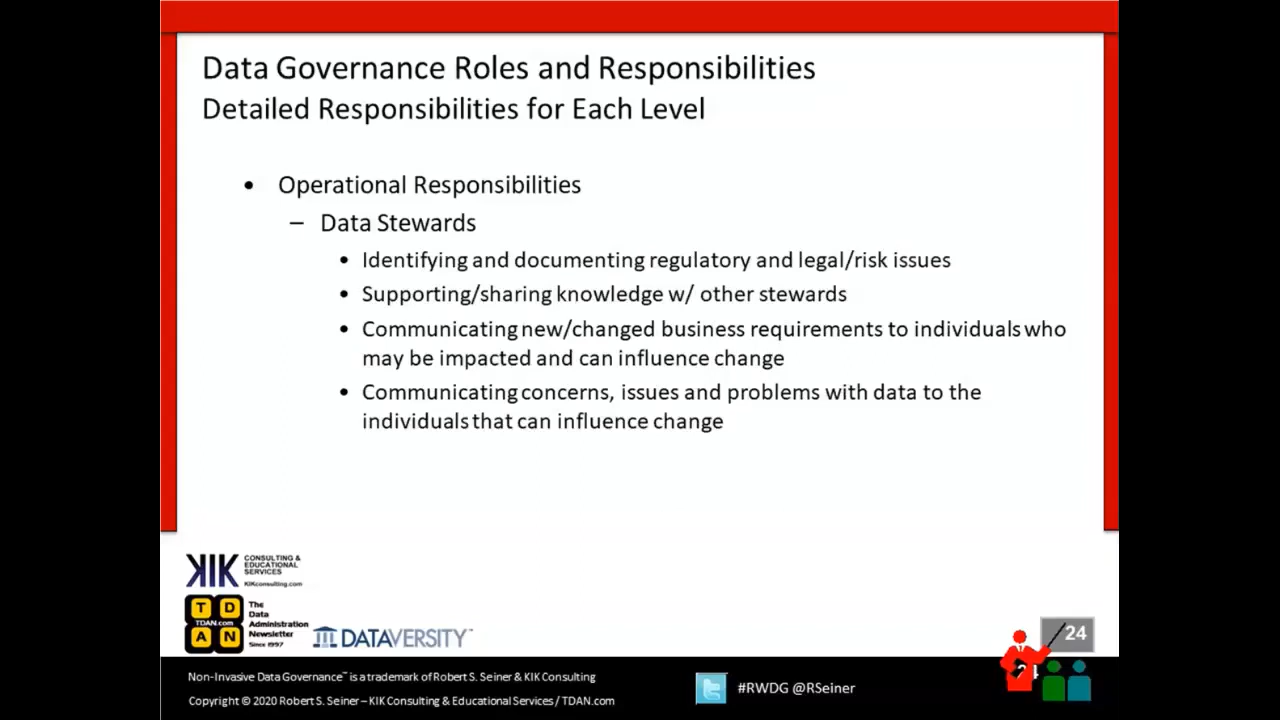 Data Governance Roles and Responsibilities
Detailed Responsibilities for Each Level
• Operational Responsibilities
– Data Stewards
• Identifying and documenting regulatory and legal/risk issues
• Supporting/sharing knowledge w/ other stewards
• Communicating new/changed business requirements to individuals who
may be impacted and can influence change
• Communicating concerns, issues and problems with data to the
individuals that can influence change
KIK
CONSULTING &
EDUCATIONAL
SERVICES
KIKconsulting.com
T D
TDAN.com
A N
The
Data
Administration
Newsletter
Since 1997
DATAVERSITY™
24
Non-Invasive Data Governance™ is a trademark of Robert S. Seiner & KIK Consulting
Copyright © 2020 Robert S. Seiner – KIK Consulting & Educational Services / TDAN.com
#RWDG @RSeiner